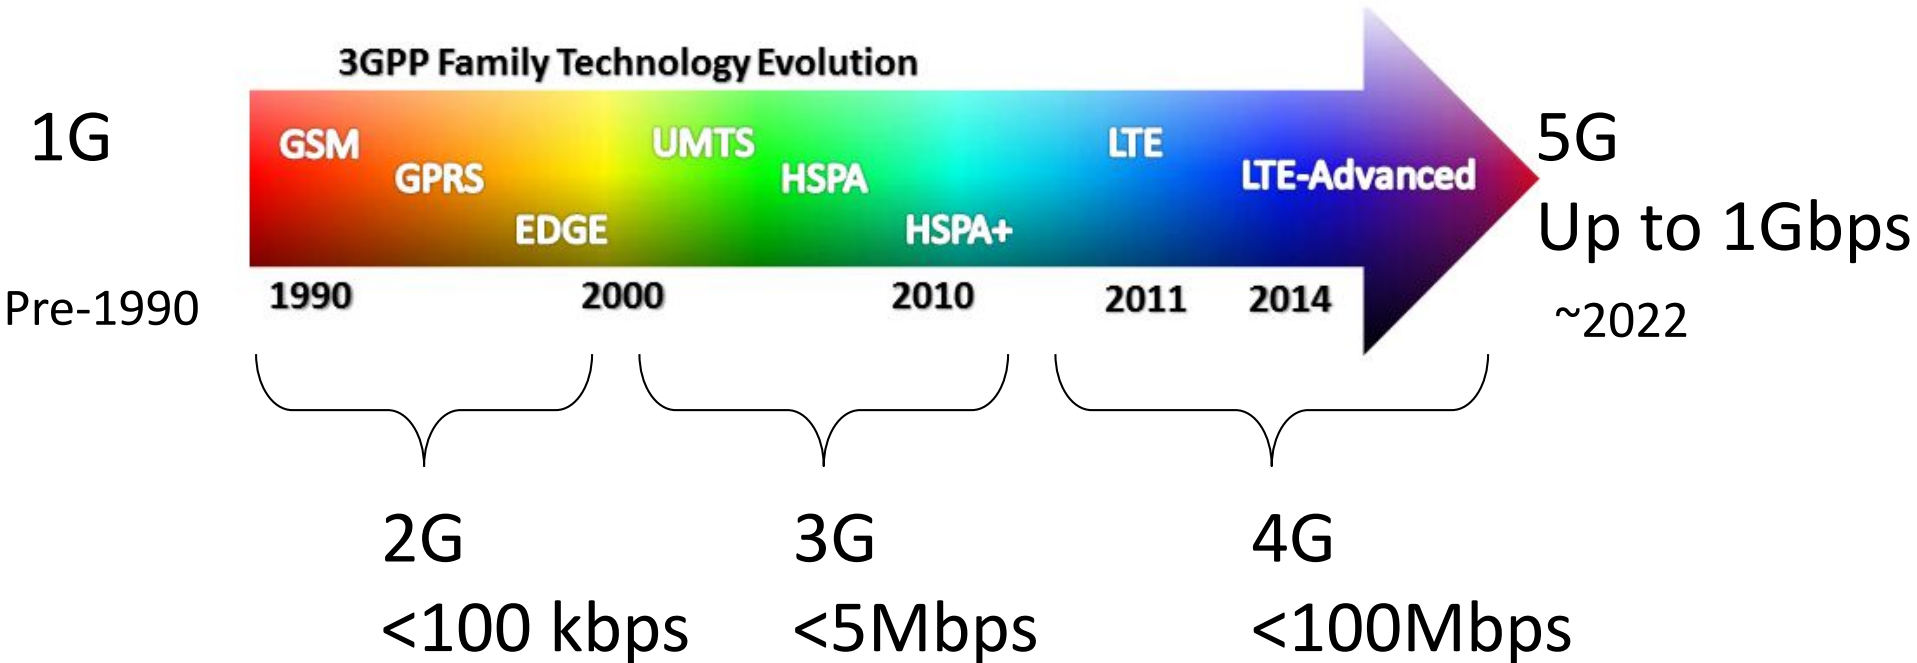 3GPP Family Technology Evolution
1G
GSM
GPRS
EDGE
UMTS
HSPA
HSPA+
LTE
LTE-Advanced
5G
Up to 1Gbps
Pre-1990
1990
2000
2010
2011
2014
~2022
2G
<100 kbps
3G
<5Mbps
4G
<100Mbps